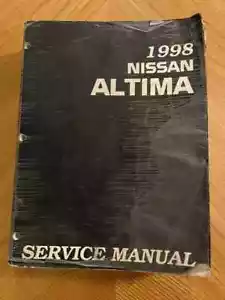 1998
NISSAN
ALTIMA
SERVICE MANUAL